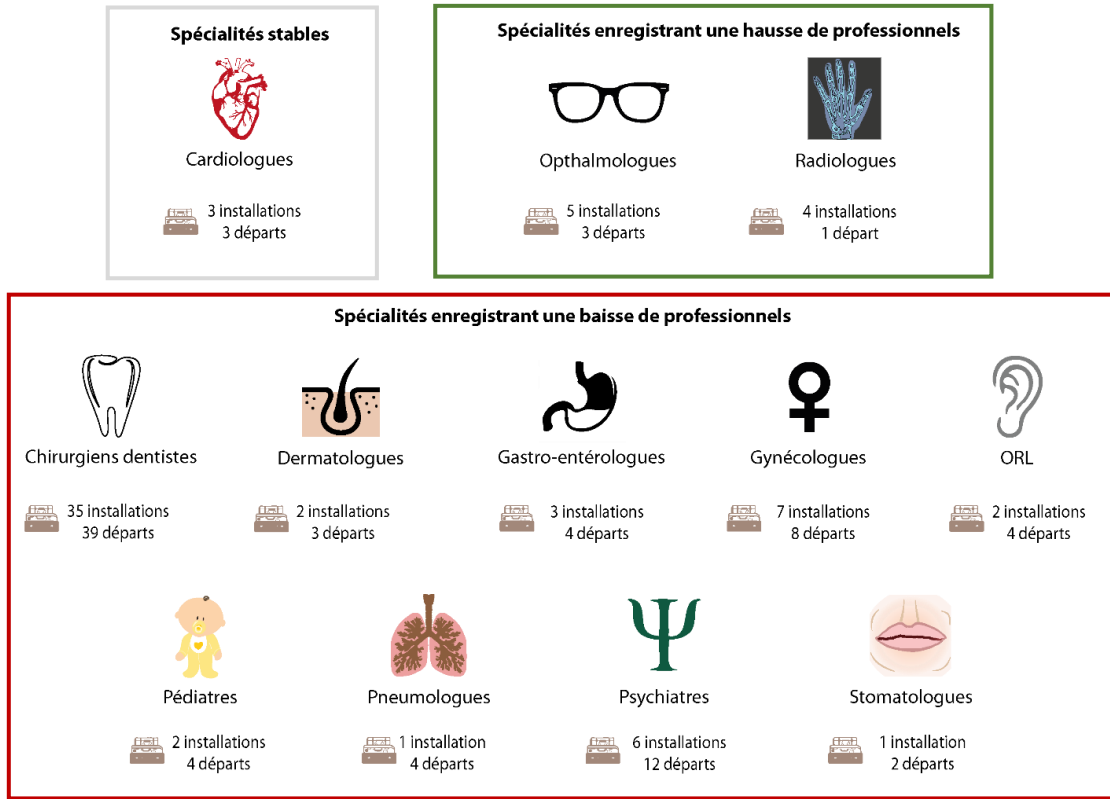 Spécialités stables
Cardiologues
3 installations
3 départs
Spécialités enregistrant une hausse de professionnels
Opthalmologues
5 installations
3 départs
Radiologues
4 installations
1 départ
Spécialités enregistrant une baisse de professionnels
Chirurgiens dentistes
35 installations
39 départs
Dermatologues
2 installations
3 départs
Gastro-entérologues
3 installations
4 départs
Gynécologues
7 installations
8 départs
ORL
2 installations
4 départs
Pédiatres
2 installations
4 départs
Pneumologues
1 installation
4 départs
Psychiatres
6 installations
12 départs
Stomatologues
1 installation
2 départs